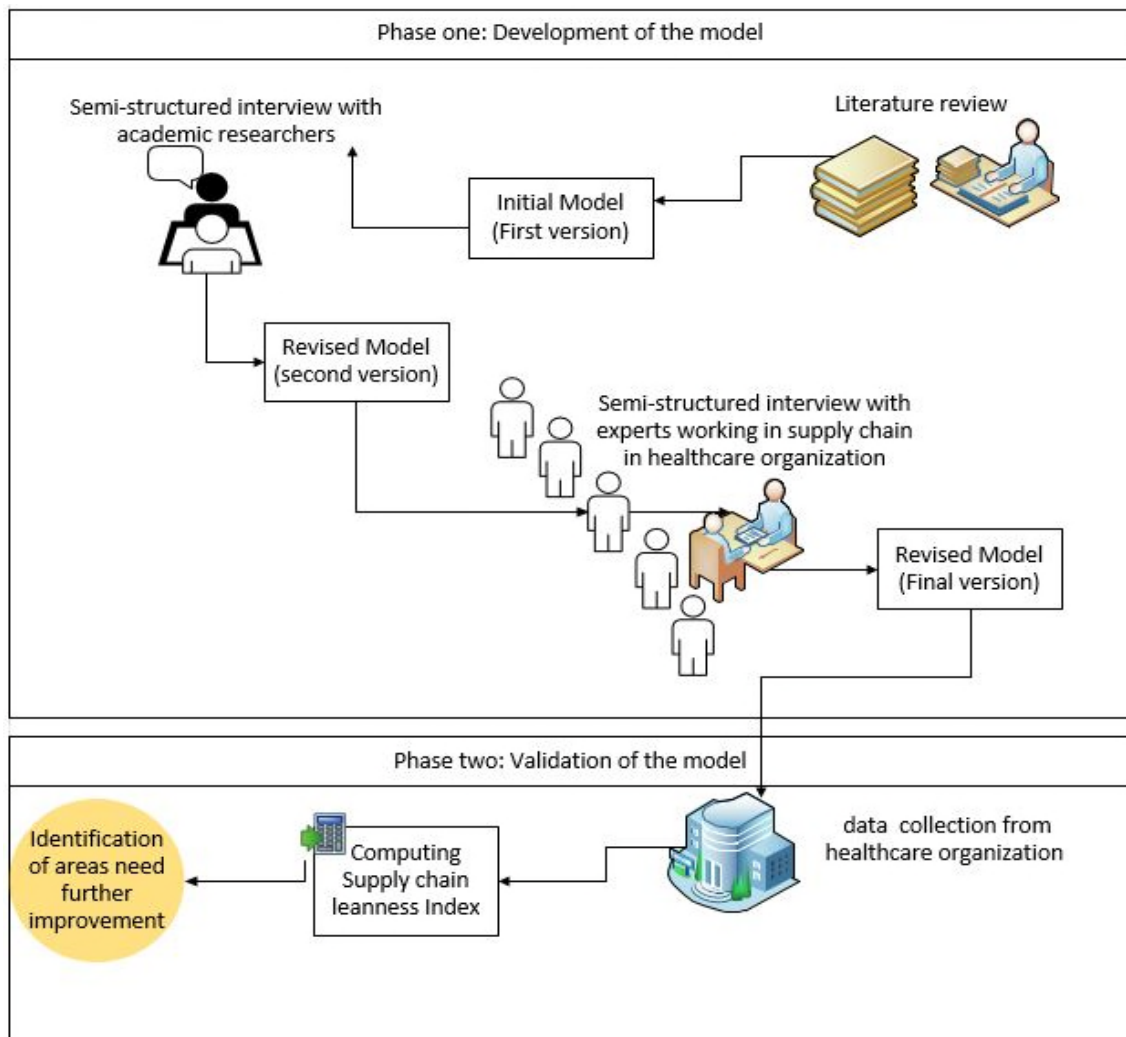 Phase one: Development of the model
Semi-structured interview with
academic researchers
Literature review
Initial Model
(First version)
Revised Model
(second version)
Semi-structured interview with
experts working in supply chain
in healthcare organization
Revised Model
(Final version)
Phase two: Validation of the model
Identification
of areas need
further
improvement
Computing
Supply chain
leanness Index
data collection from
healthcare organization